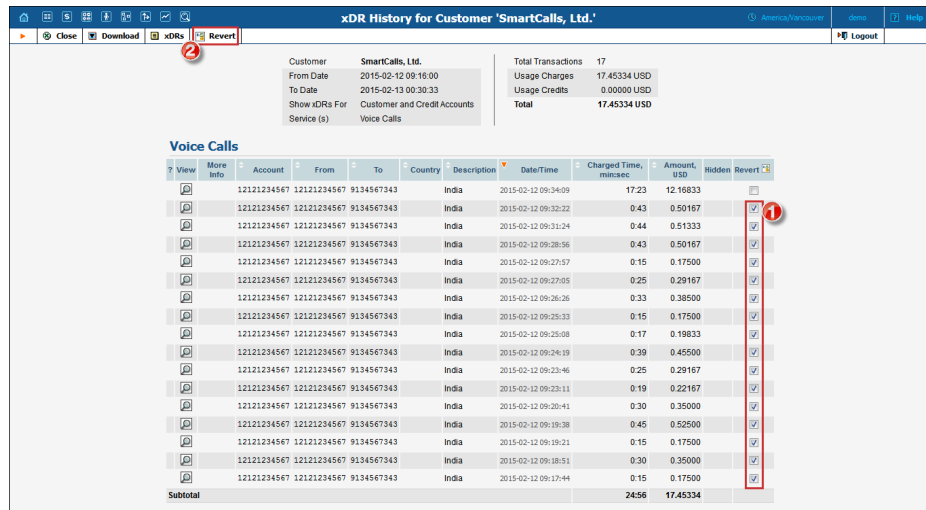 xDR History for Customer 'SmartCalls, Ltd.' America/Vancouver demo ? Help
Close Download xDRs Revert Logout
2
Customer SmartCalls, Ltd. Total Transactions 17
From Date 2015-02-12 09:16:00 Usage Charges 17.45334 USD
To Date 2015-02-13 00:30:33 Usage Credits 0.00000 USD
Show xDRs For Customer and Credit Accounts Total 17.45334 USD
Service (s) Voice Calls
Voice Calls
? View More Info Account From To Country Description Date/Time Charged Time, min:sec Amount, USD Hidden Revert
12121234567 12121234567 9134567343 India 2015-02-12 09:34:09 17:23 12.16833
12121234567 12121234567 9134567343 India 2015-02-12 09:32:22 0:43 0.50167 1
12121234567 12121234567 9134567343 India 2015-02-12 09:31:24 0:44 0.51333
12121234567 12121234567 9134567343 India 2015-02-12 09:28:56 0:43 0.50167
12121234567 12121234567 9134567343 India 2015-02-12 09:27:57 0:15 0.17500
12121234567 12121234567 9134567343 India 2015-02-12 09:27:05 0:25 0.29167
12121234567 12121234567 9134567343 India 2015-02-12 09:26:26 0:33 0.38500
12121234567 12121234567 9134567343 India 2015-02-12 09:25:33 0:15 0.17500
12121234567 12121234567 9134567343 India 2015-02-12 09:25:08 0:17 0.19833
12121234567 12121234567 9134567343 India 2015-02-12 09:24:19 0:39 0.45500
12121234567 12121234567 9134567343 India 2015-02-12 09:23:46 0:25 0.29167
12121234567 12121234567 9134567343 India 2015-02-12 09:23:11 0:19 0.22167
12121234567 12121234567 9134567343 India 2015-02-12 09:20:41 0:30 0.35000
12121234567 12121234567 9134567343 India 2015-02-12 09:19:38 0:45 0.52500
12121234567 12121234567 9134567343 India 2015-02-12 09:19:21 0:15 0.17500
12121234567 12121234567 9134567343 India 2015-02-12 09:18:51 0:30 0.35000
12121234567 12121234567 9134567343 India 2015-02-12 09:17:44 0:15 0.17500
Subtotal 24:56 17.45334